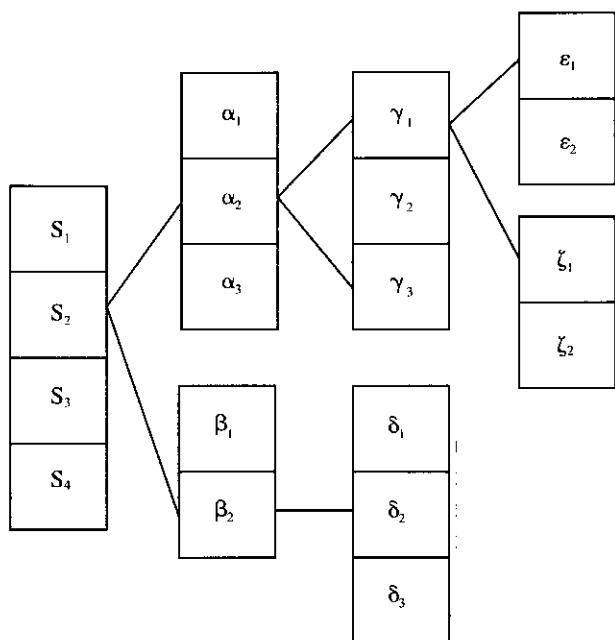 S₁
S₂
S₃
S₄
α₁
α₂
α₃
β₁
β₂
γ₁
γ₂
γ₃
δ₁
δ₂
δ₃
ε₁
ε₂
ζ₁
ζ₂